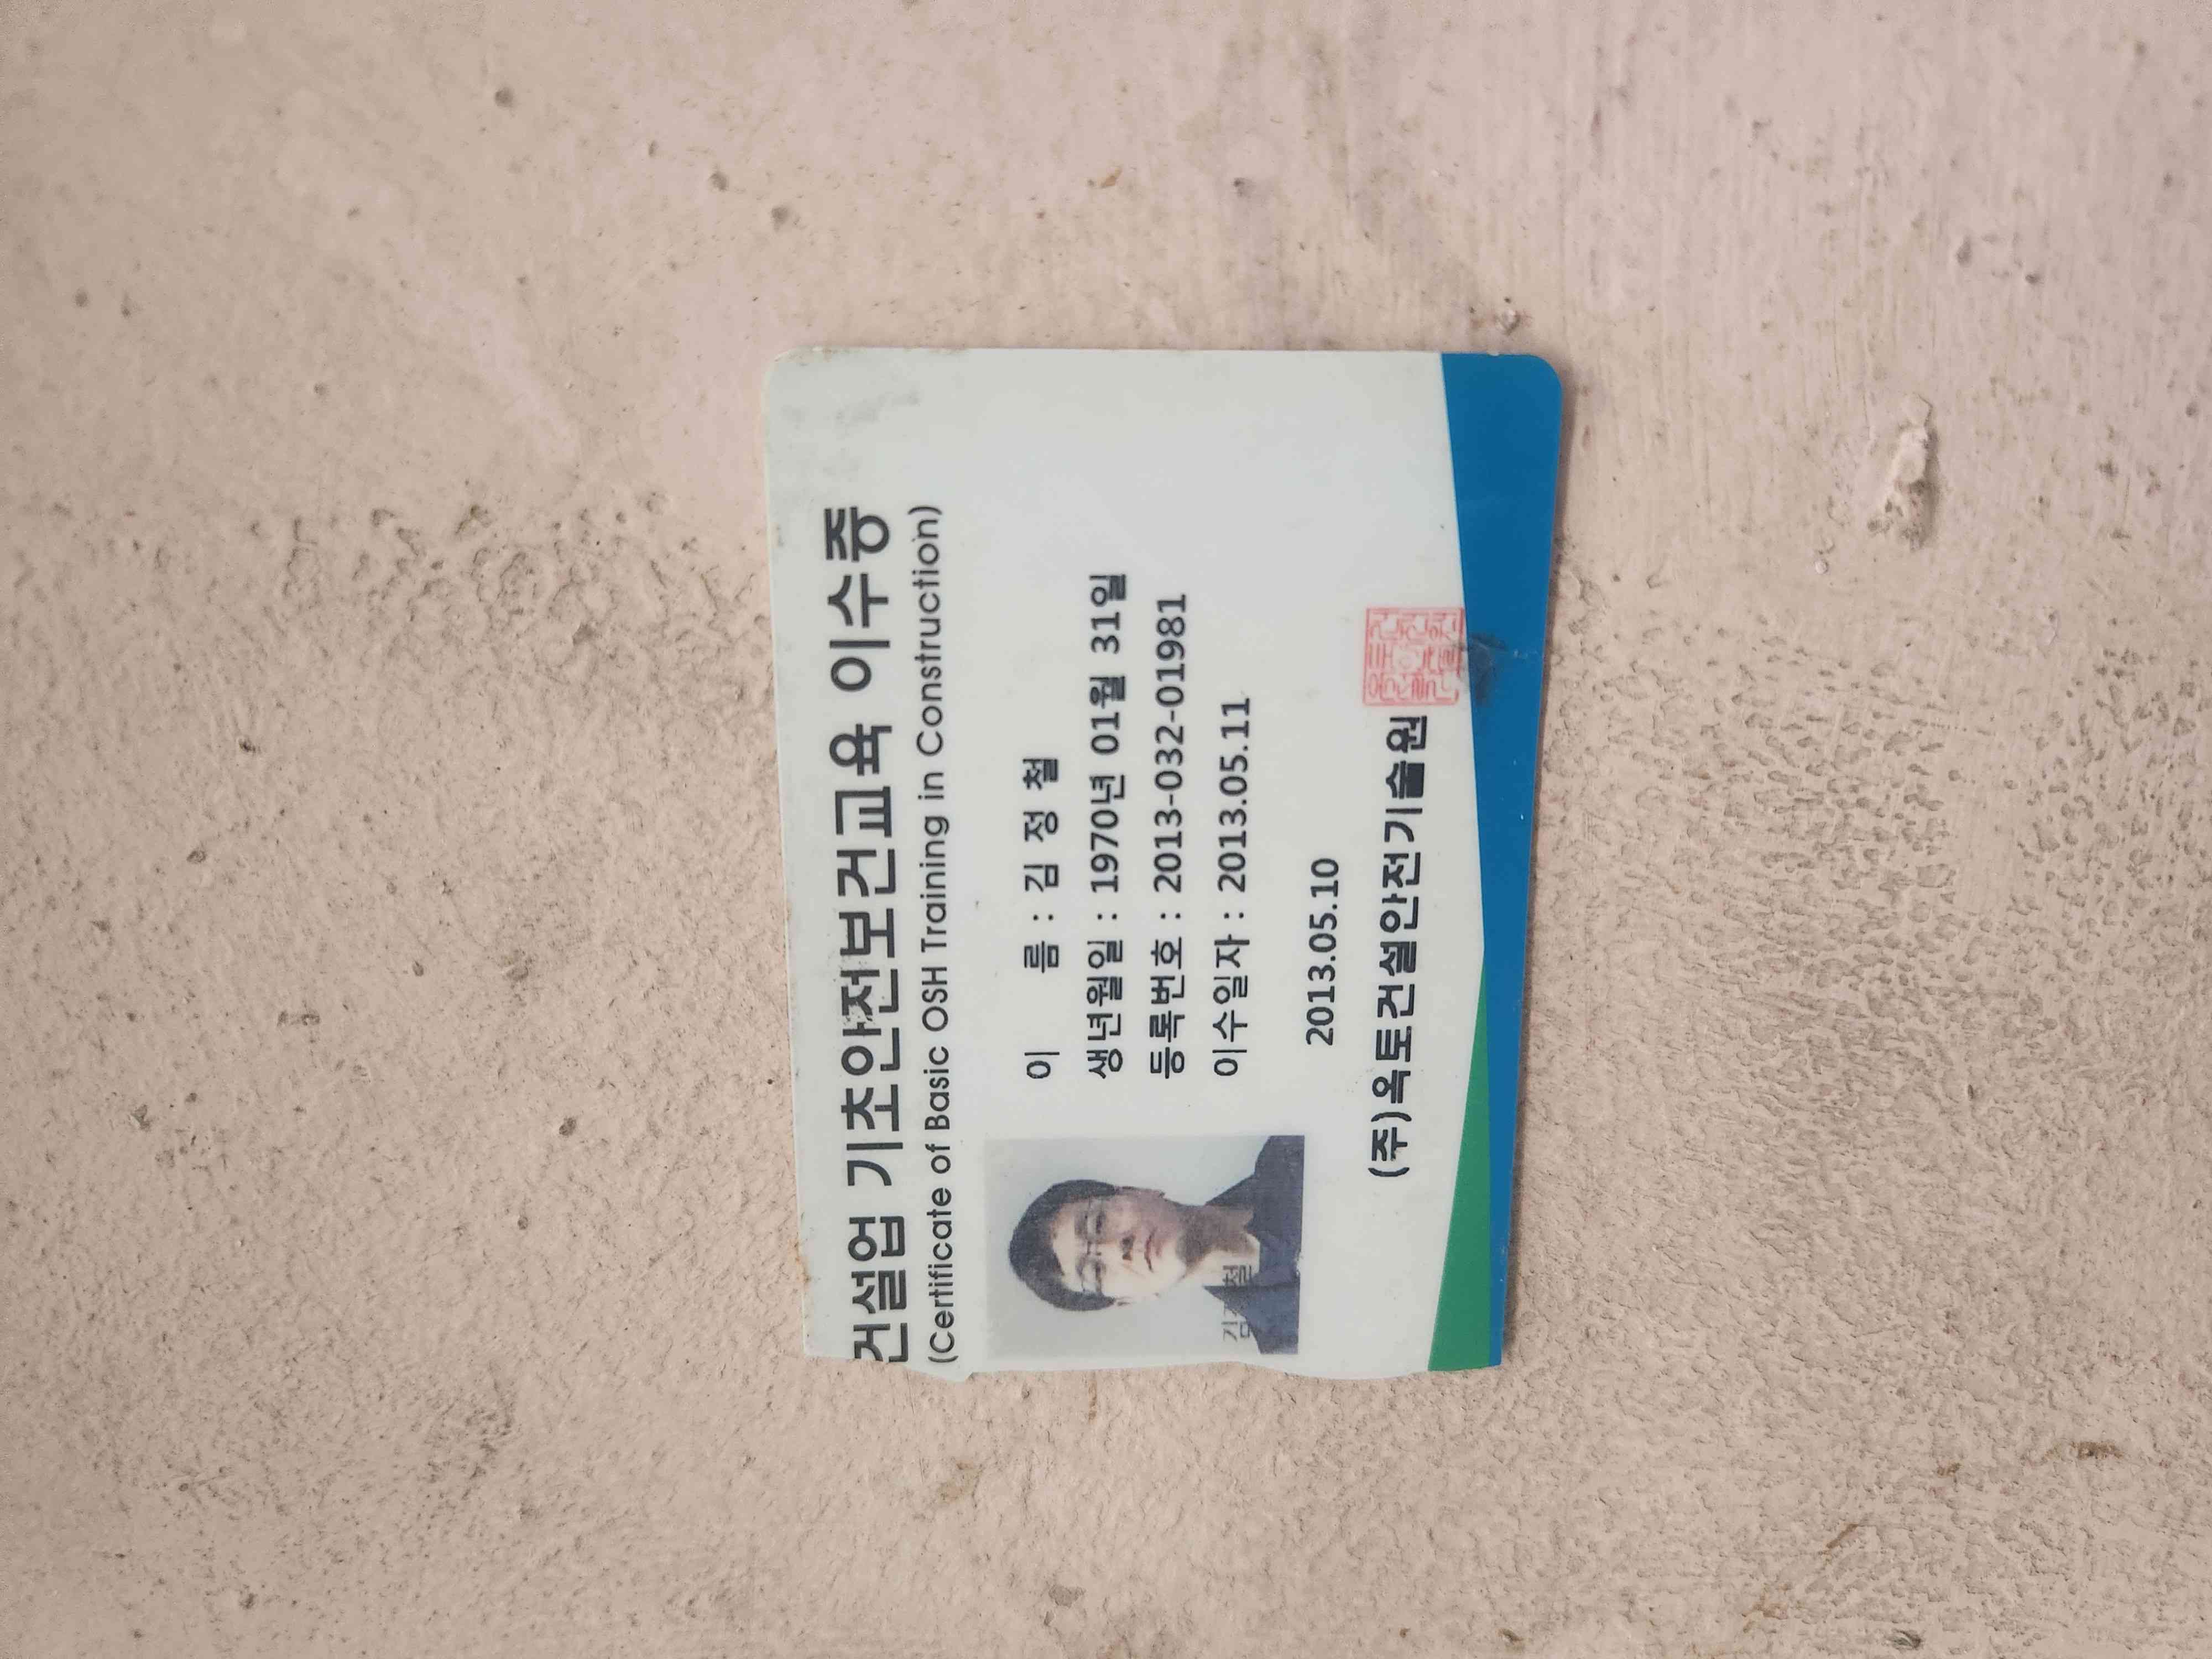 건설업 기초안전보건교육 이수증
(Certificate of Basic OSH Training in Construction)
이 름 : 김 정 철
생년월일 : 1970년 01월 31일
등록번호 : 2013-032-01981
이수일자 : 2013.05.11
2013.05.10
(주)옥토건설안전기술원